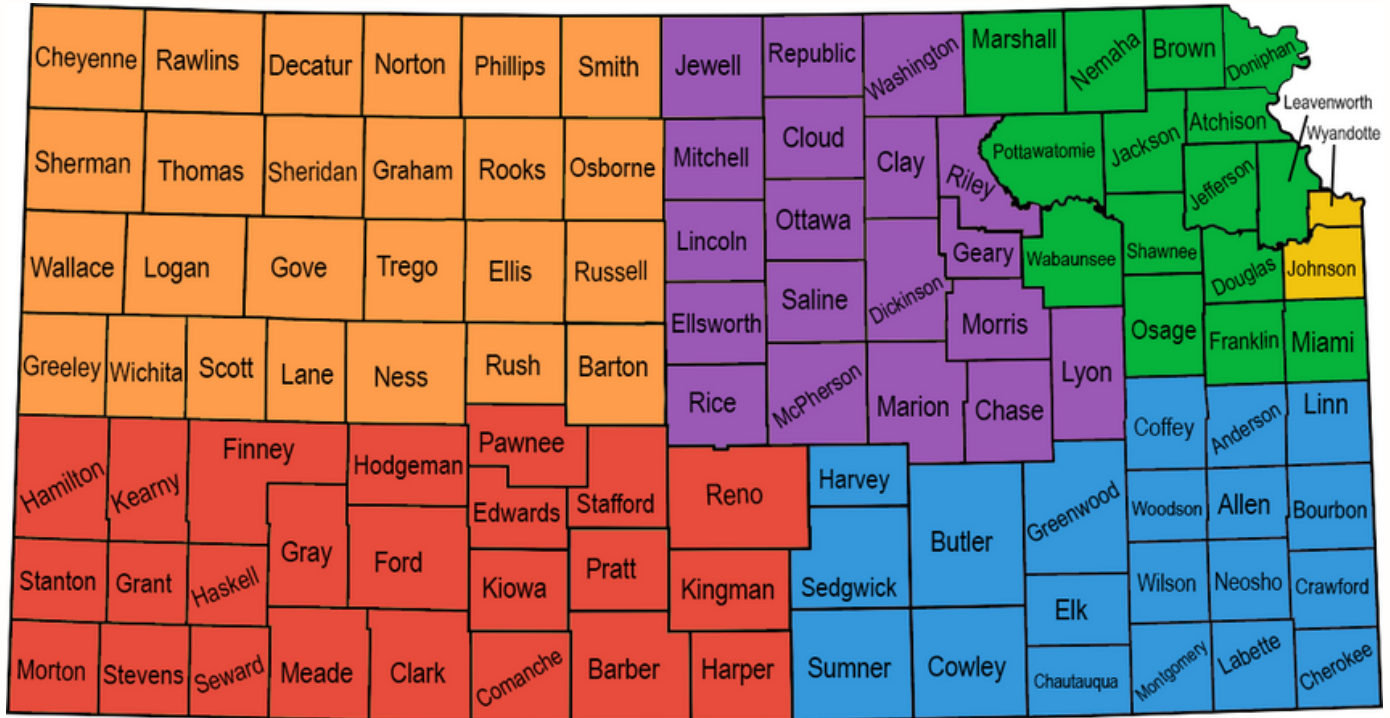 Cheyenne
Rawlins
Decatur
Norton
Phillips
Smith
Jewell
Republic
Washington
Marshall
Nemaha
Brown
Doniphan
Leavenworth
Wyandotte
Sherman
Thomas
Sheridan
Graham
Rooks
Osborne
Mitchell
Cloud
Clay
Riley
Pottawatomie
Jackson
Atchison
Jefferson
Wallace
Logan
Gove
Trego
Ellis
Russell
Lincoln
Ottawa
Saline
Dickinson
Geary
Wabaunsee
Shawnee
Douglas
Johnson
Greeley
Wichita
Scott
Lane
Ness
Rush
Barton
Ellsworth
Rice
McPherson
Marion
Morris
Chase
Lyon
Osage
Franklin
Miami
Hamilton
Kearny
Finney
Hodgeman
Pawnee
Edwards
Stafford
Reno
Harvey
Butler
Greenwood
Coffey
Anderson
Linn
Woodson
Allen
Bourbon
Stanton
Grant
Haskell
Gray
Ford
Kiowa
Pratt
Kingman
Sedgwick
Elk
Wilson
Neosho
Crawford
Morton
Stevens
Seward
Meade
Clark
Comanche
Barber
Harper
Sumner
Cowley
Chautauqua
Montgomery
Labette
Cherokee